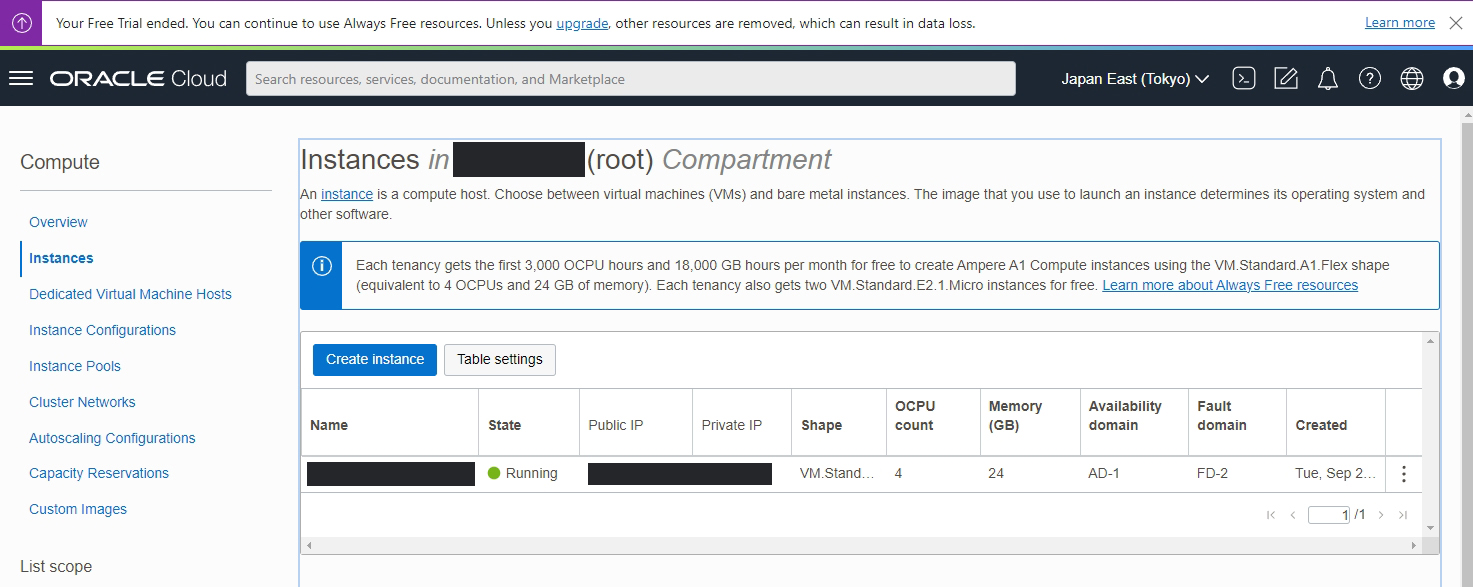 Your Free Trial ended. You can continue to use Always Free resources. Unless you upgrade, other resources are removed, which can result in data loss.
Learn more
ORACLE Cloud
Search resources, services, documentation, and Marketplace
Japan East (Tokyo)
Compute
Overview
Instances
Dedicated Virtual Machine Hosts
Instance Configurations
Instance Pools
Cluster Networks
Autoscaling Configurations
Capacity Reservations
Custom Images
List scope
Instances in (root) Compartment
An instance is a compute host. Choose between virtual machines (VMs) and bare metal instances. The image that you use to launch an instance determines its operating system and
other software.
Each tenancy gets the first 3,000 OCPU hours and 18,000 GB hours per month for free to create Ampere A1 Compute instances using the VM.Standard.A1.Flex shape
(equivalent to 4 OCPUs and 24 GB of memory). Each tenancy also gets two VM.Standard.E2.1.Micro instances for free. Learn more about Always Free resources
Create instance
Table settings
Name State Public IP Private IP Shape OCPU count Memory (GB) Availability domain Fault domain Created
Running VM.Stand... 4 24 AD-1 FD-2 Tue, Sep 2...
1 /1